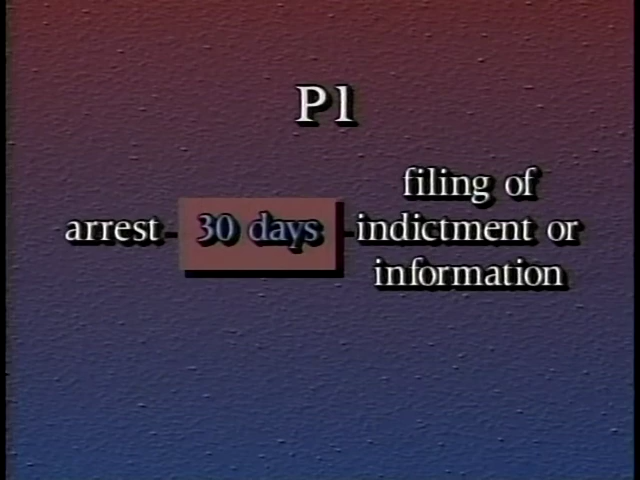 P1
arrest - 30 days - filing of
indictment or
information